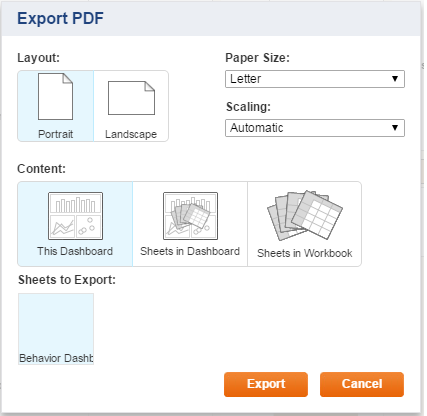 Export PDF
Layout:
Portrait
Landscape
Paper Size:
Letter
Scaling:
Automatic
Content:
This Dashboard
Sheets in Dashboard
Sheets in Workbook
Sheets to Export:
Behavior Dashb
Export
Cancel